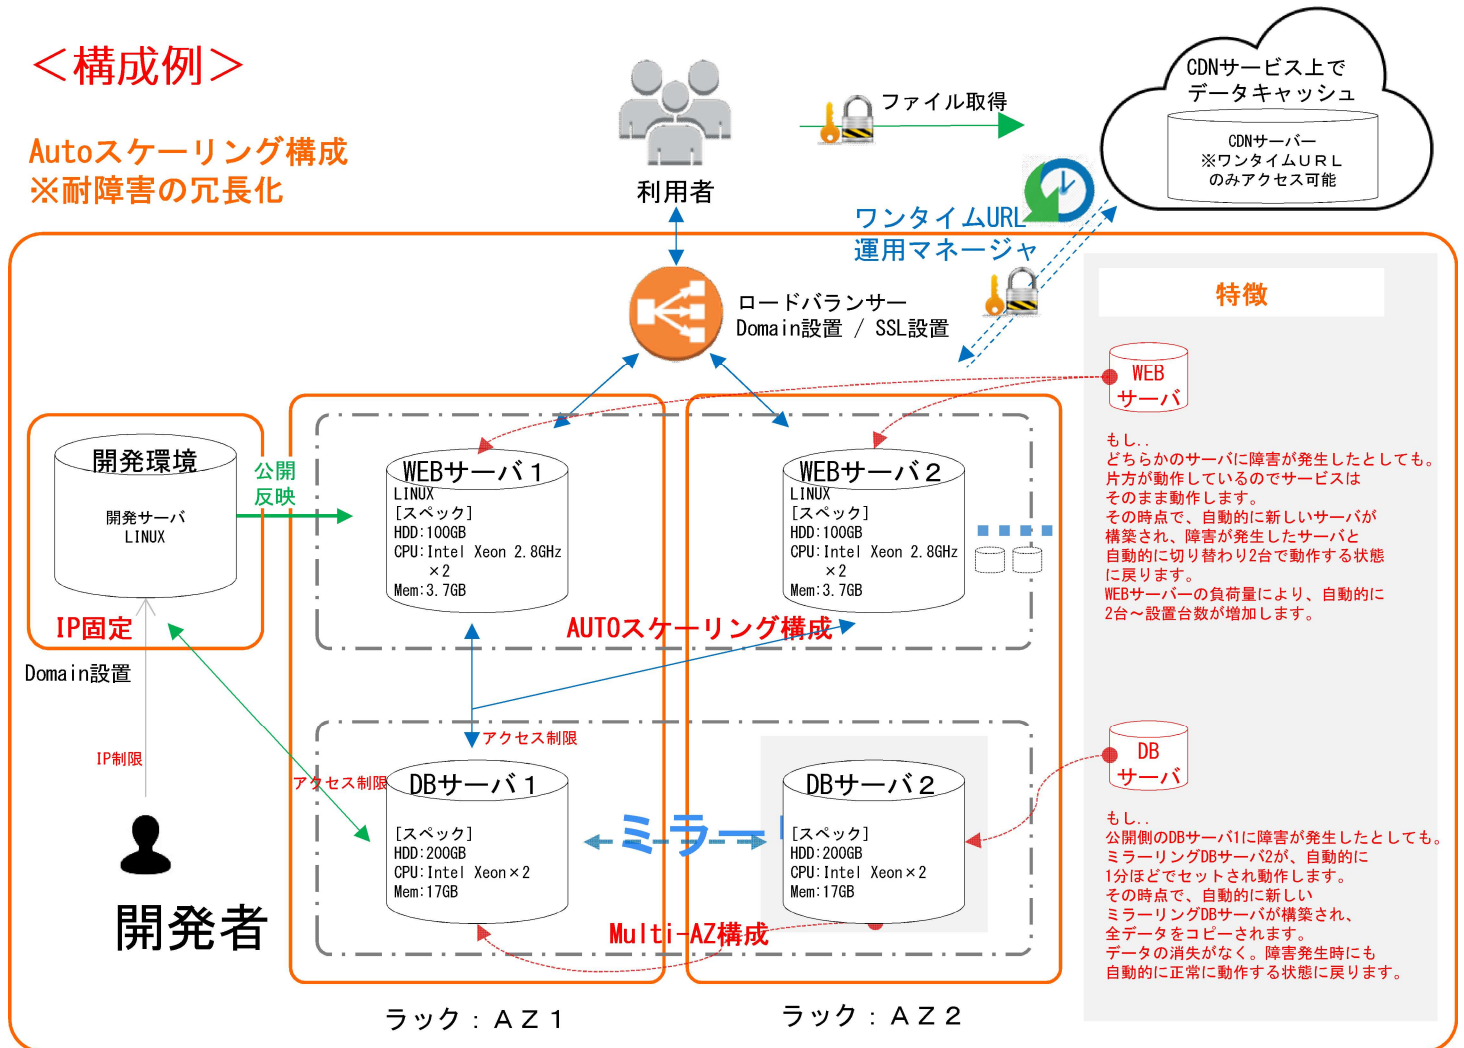 ＜構成例＞
Autoスケーリング構成
※耐障害の冗長化
利用者
ファイル取得
CDNサービス上で
データキャッシュ
CDNサーバー
※ワンタイムＵＲＬ
のみアクセス可能
ワンタイムURL
運用マネージャ
ロードバランサー
Domain設置 / SSL設置
特徴
WEB
サーバ
もし..
どちらかのサーバに障害が発生したとしても。
片方が動作しているのでサービスは
そのまま動作します。
その時点で、自動的に新しいサーバが
構築され、障害が発生したサーバと
自動的に切り替わり2台で動作する状態
に戻ります。
WEBサーバーの負荷量により、自動的に
2台～設置台数が増加します。
開発環境
開発サーバ
LINUX
公開
反映
IP固定
Domain設置
IP制限
開発者
WEBサーバ１
LINUX
[スペック]
HDD:100GB
CPU:Intel Xeon 2.8GHz
×2
Mem:3.7GB
WEBサーバ２
LINUX
[スペック]
HDD:100GB
CPU:Intel Xeon 2.8GHz
×2
Mem:3.7GB
AUTOスケーリング構成
アクセス制限
アクセス制限
DBサーバ１
[スペック]
HDD:200GB
CPU:Intel Xeon×2
Mem:17GB
ミラー
DBサーバ２
[スペック]
HDD:200GB
CPU:Intel Xeon×2
Mem:17GB
Multi-AZ構成
DB
サーバ
もし..
公開側のDBサーバ1に障害が発生したとしても。
ミラーリングDBサーバ2が、自動的に
1分ほどでセットされ動作します。
その時点で、自動的に新しい
ミラーリングDBサーバが構築され、
全データをコピーされます。
データの消失がなく。障害発生時にも
自動的に正常に動作する状態に戻ります。
ラック：ＡＺ１
ラック：ＡＺ２